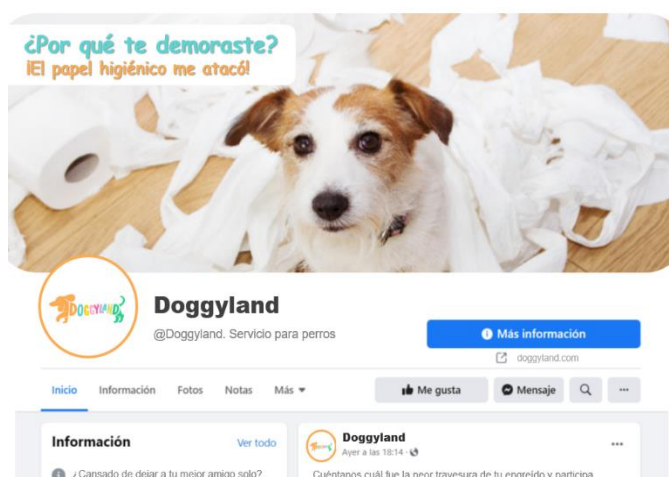 ¿Por qué te demoraste?
¡El papel higiénico me atacó!
DOGGYLAND
Doggyland
@Doggyland. Servicio para perros
Más información
doggyland.com
Inicio Información Fotos Notas Más
Me gusta Mensaje
Información Ver todo
Doggyland
Ayer a las 18:14
¿Cansado de dejar a tu mejor amigo solo?
Cuéntanos cuál fue la peor travesura de tu engreído y participa